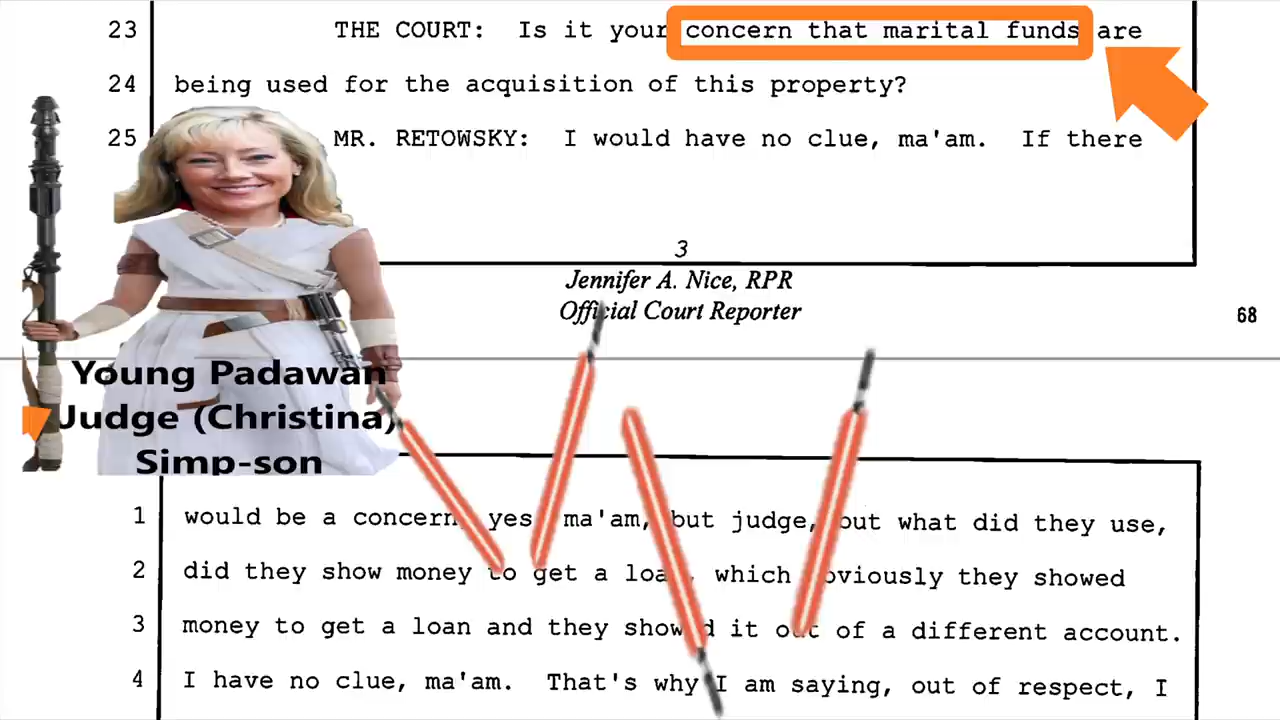 23 THE COURT: Is it your concern that marital funds are
24 being used for the acquisition of this property?
25 MR. RETOWSKY: I would have no clue, ma'am. If there
3
Jennifer A. Nice, RPR
Official Court Reporter
68
Young Padawan
Judge (Christina)
Simp-son
1 would be a concern yes ma'am, but judge, but what did they use,
2 did they show money to get a loan, which obviously they showed
3 money to get a loan and they showed it out of a different account.
4 I have no clue, ma'am. That's why I am saying, out of respect, I